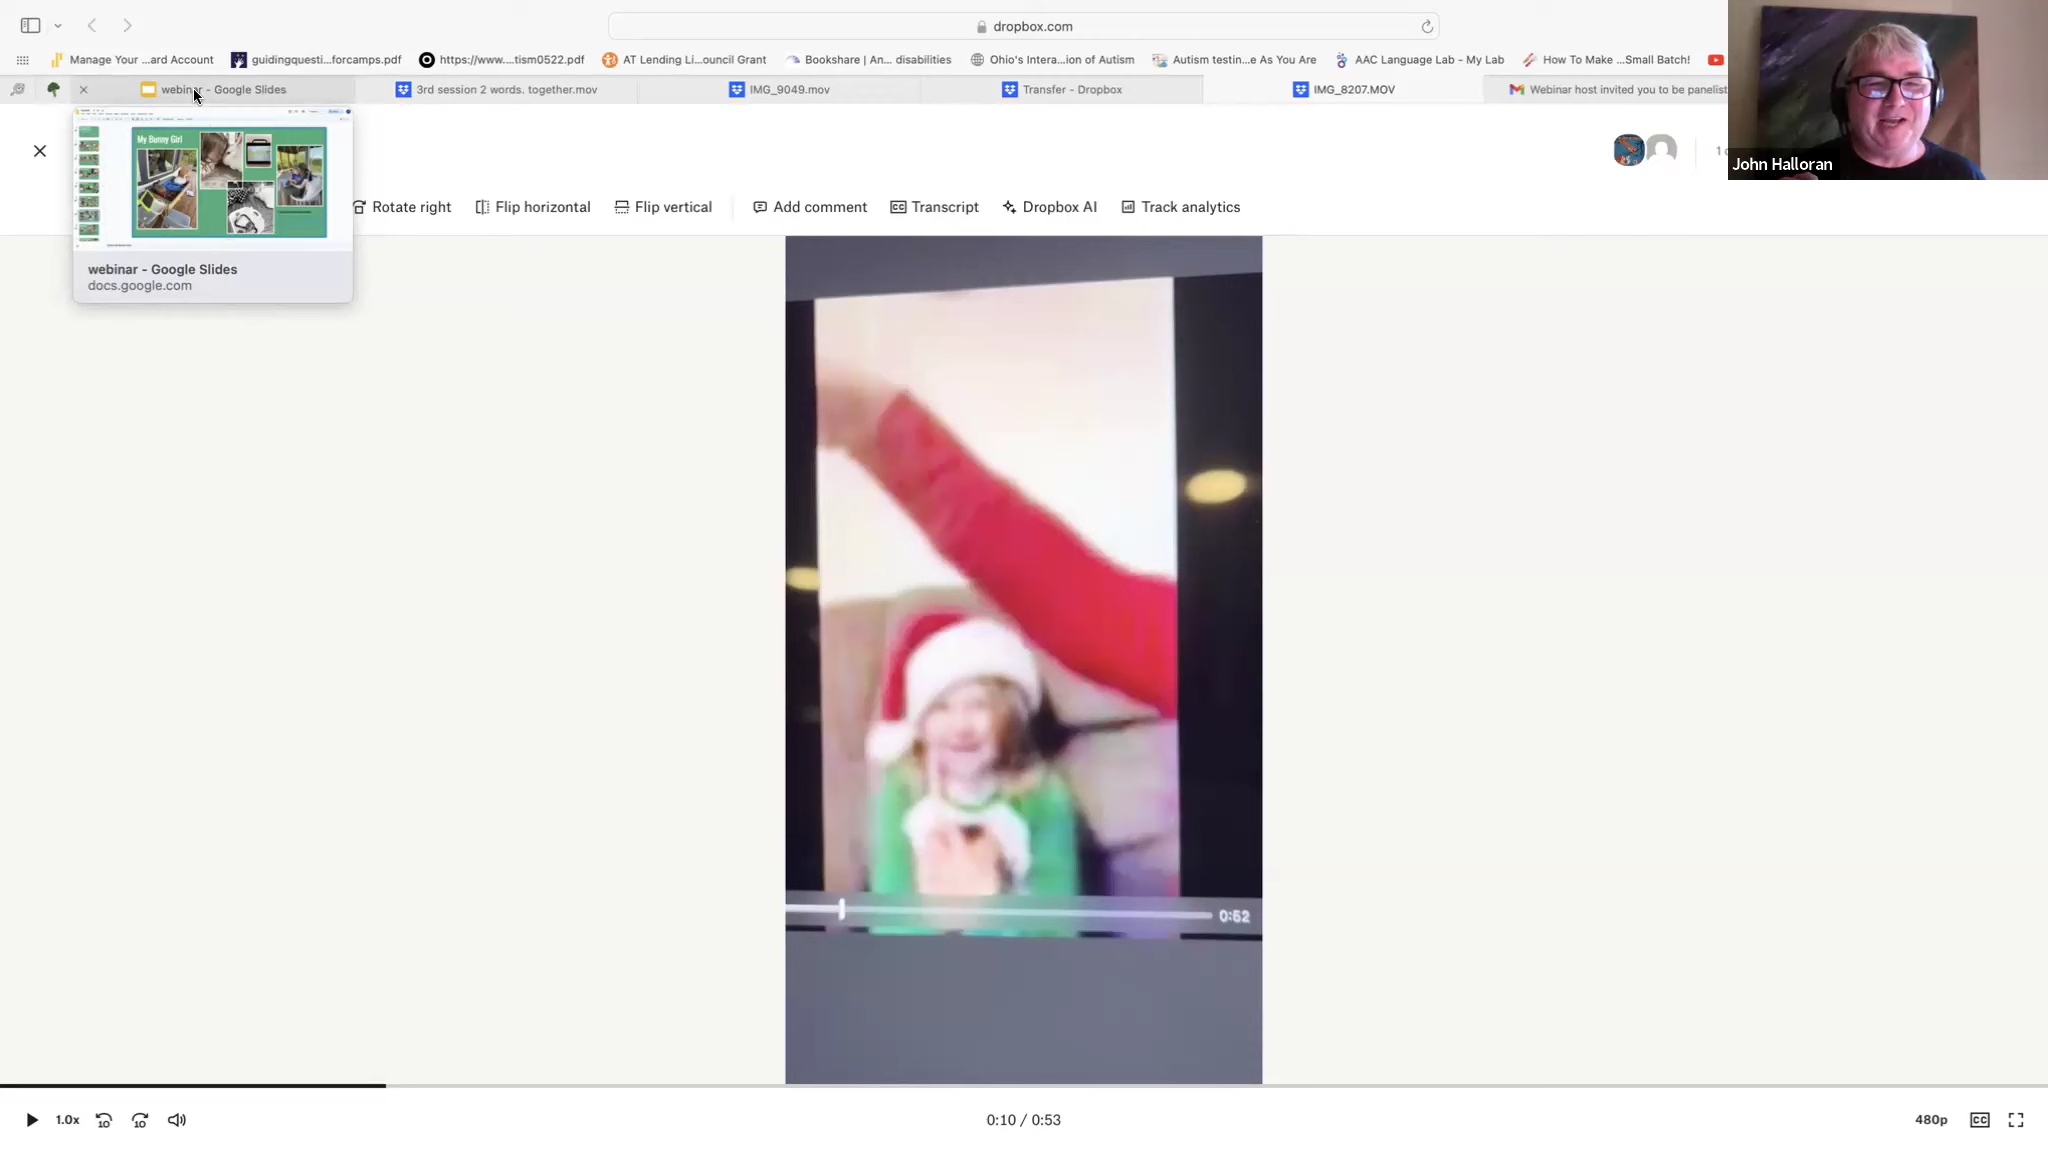 dropbox.com
Manage Your ...ard Account
guidingquesti...forcamps.pdf
https://www....tism0522.pdf
AT Lending Li...ouncil Grant
Bookshare | An... disabilities
Ohio's Intera...ion of Autism
Autism testin...e As You Are
AAC Language Lab - My Lab
How To Make ...Small Batch!
webinar - Google Slides
3rd session 2 words. together.mov
IMG_9049.mov
Transfer - Dropbox
IMG_8207.MOV
Webinar host invited you to be panelist
My Bunny Girl
webinar - Google Slides
docs.google.com
John Halloran
Rotate right
Flip horizontal
Flip vertical
Add comment
CC Transcript
Dropbox AI
Track analytics
0:52
1.0x
10
10
0:10 / 0:53
480p
CC